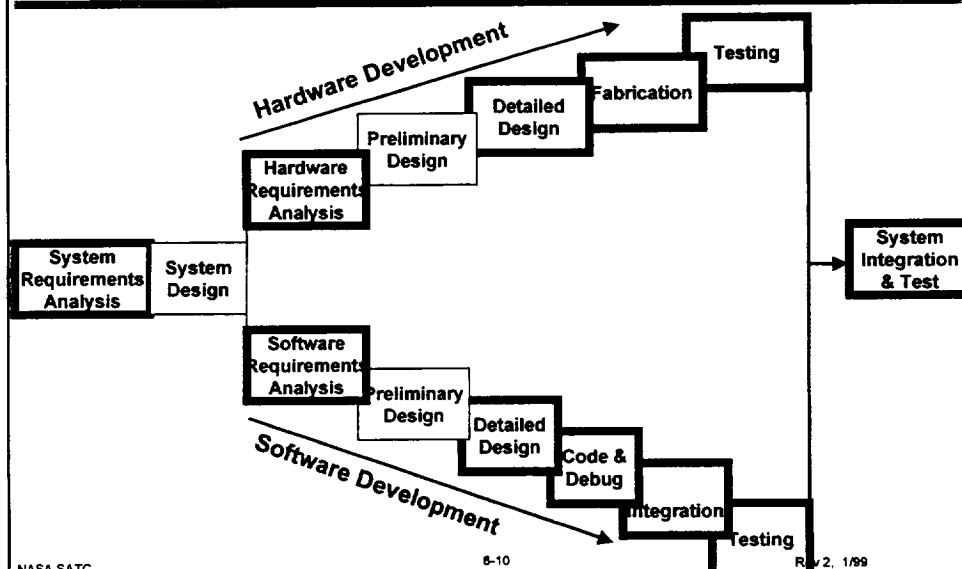 Hardware Development
Testing
Fabrication
Detailed
Design
Preliminary
Design
Hardware
Requirements
Analysis
System
Requirements
Analysis
System
Design
System
Integration
& Test
Software
Requirements
Analysis
Preliminary
Design
Detailed
Design
Code &
Debug
Integration
Testing
Software Development
NASA SATC
6-10
Rev 2, 1/99